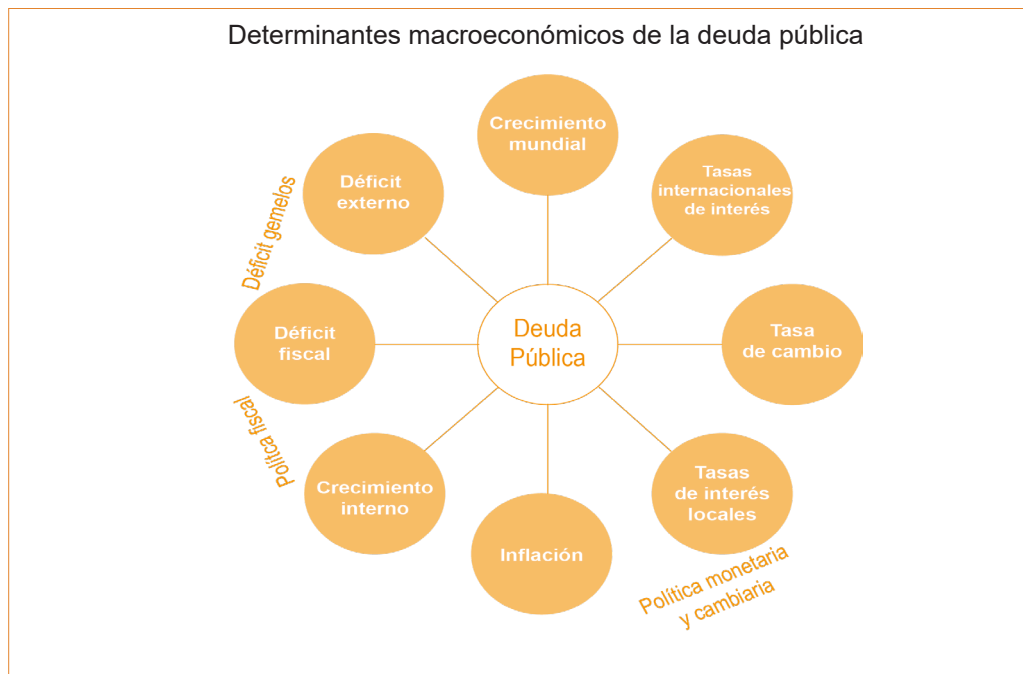 Determinantes macroeconómicos de la deuda pública
Crecimiento
mundial
Déficit
externo
Tasas
internacionales
de interés
Déficit gemelos
Déficit
fiscal
Deuda
Pública
Tasa
de cambio
Polítca fiscal
Crecimiento
interno
Inflación
Tasas
de interés
locales
Política monetaria
y cambiaria